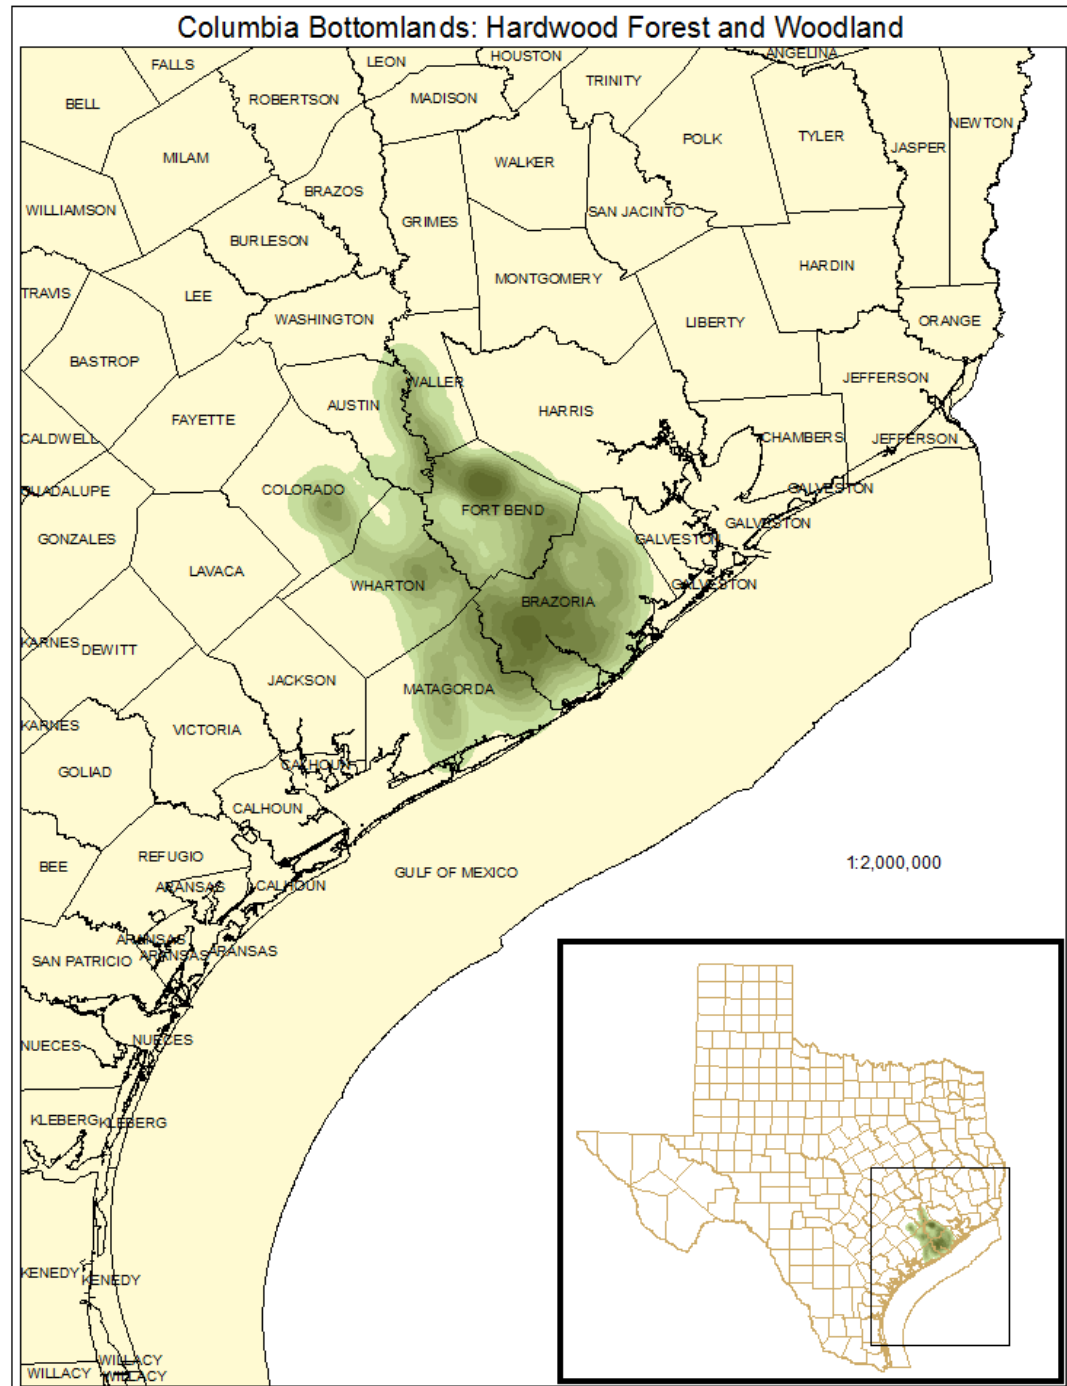 Columbia Bottomlands: Hardwood Forest and Woodland
ANGELINA
FALLS
LEON
HOUSTON
TRINITY
BELL
ROBERTSON
MADISON
NEWTON
POLK
TYLER
JASPER
MILAM
WALKER
BRAZOS
WILLIAMSON
GRIMES
SAN JACINTO
BURLESON
HARDIN
MONTGOMERY
TRAVIS
LEE
WASHINGTON
LIBERTY
ORANGE
BASTROP
WALLER
JEFFERSON
AUSTIN
HARRIS
FAYETTE
CALDWELL
CHAMBERS
JEFFERSON
GUADALUPE
COLORADO
GALVESTON
FORT BEND
GALVESTON
GONZALES
GALVESTON
LAVACA
WHARTON
GALVESTON
BRAZORIA
KARNES
DEWITT
JACKSON
MATAGORDA
KARNES
VICTORIA
CALHOUN
GOLIAD
CALHOUN
REFUGIO
1:2,000,000
BEE
GULF OF MEXICO
ARANSAS
CALHOUN
ARANSAS
ARANSAS
ARANSAS
SAN PATRICIO
NUECES
NUECES
KLEBERG
KLEBERG
KENEDY
KENEDY
WILLACY
WILLACY
WILLACY